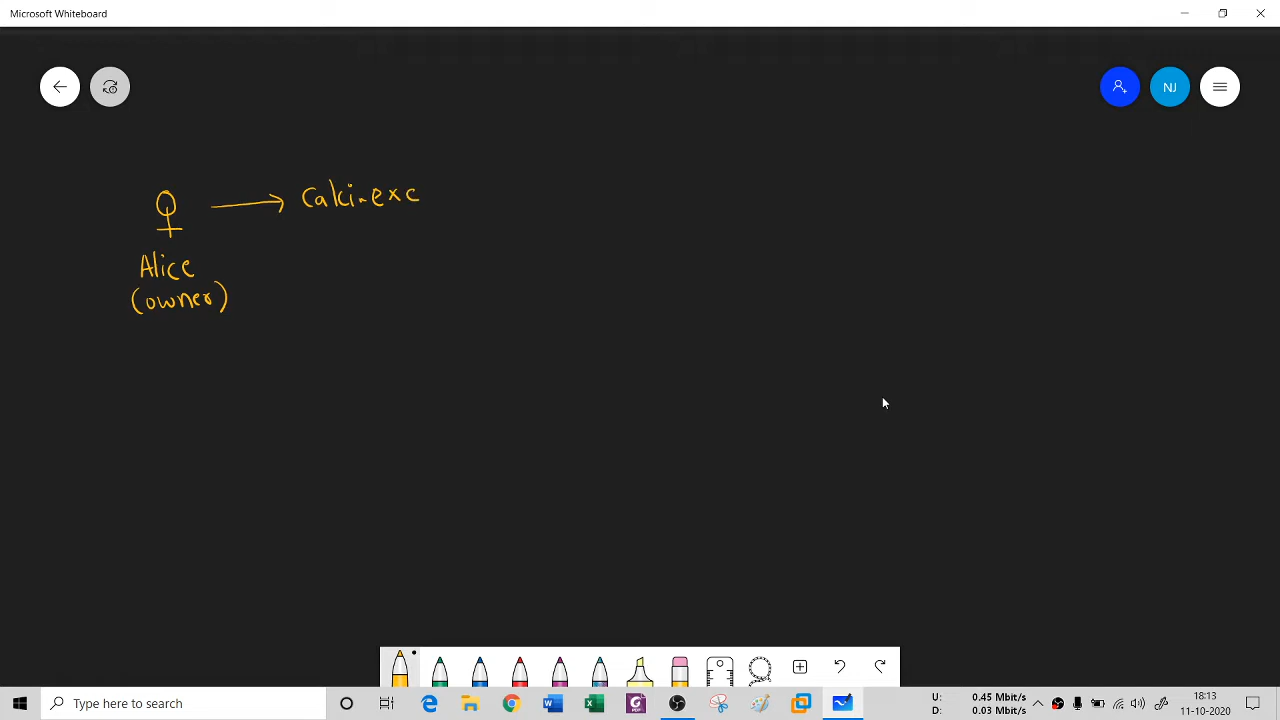 Microsoft Whiteboard
NJ
Calci.exe
Alice
(owner)
Type here to search
U: 0.45 Mbit/s
D: 0.03 Mbit/s
18:13
11-10-2020